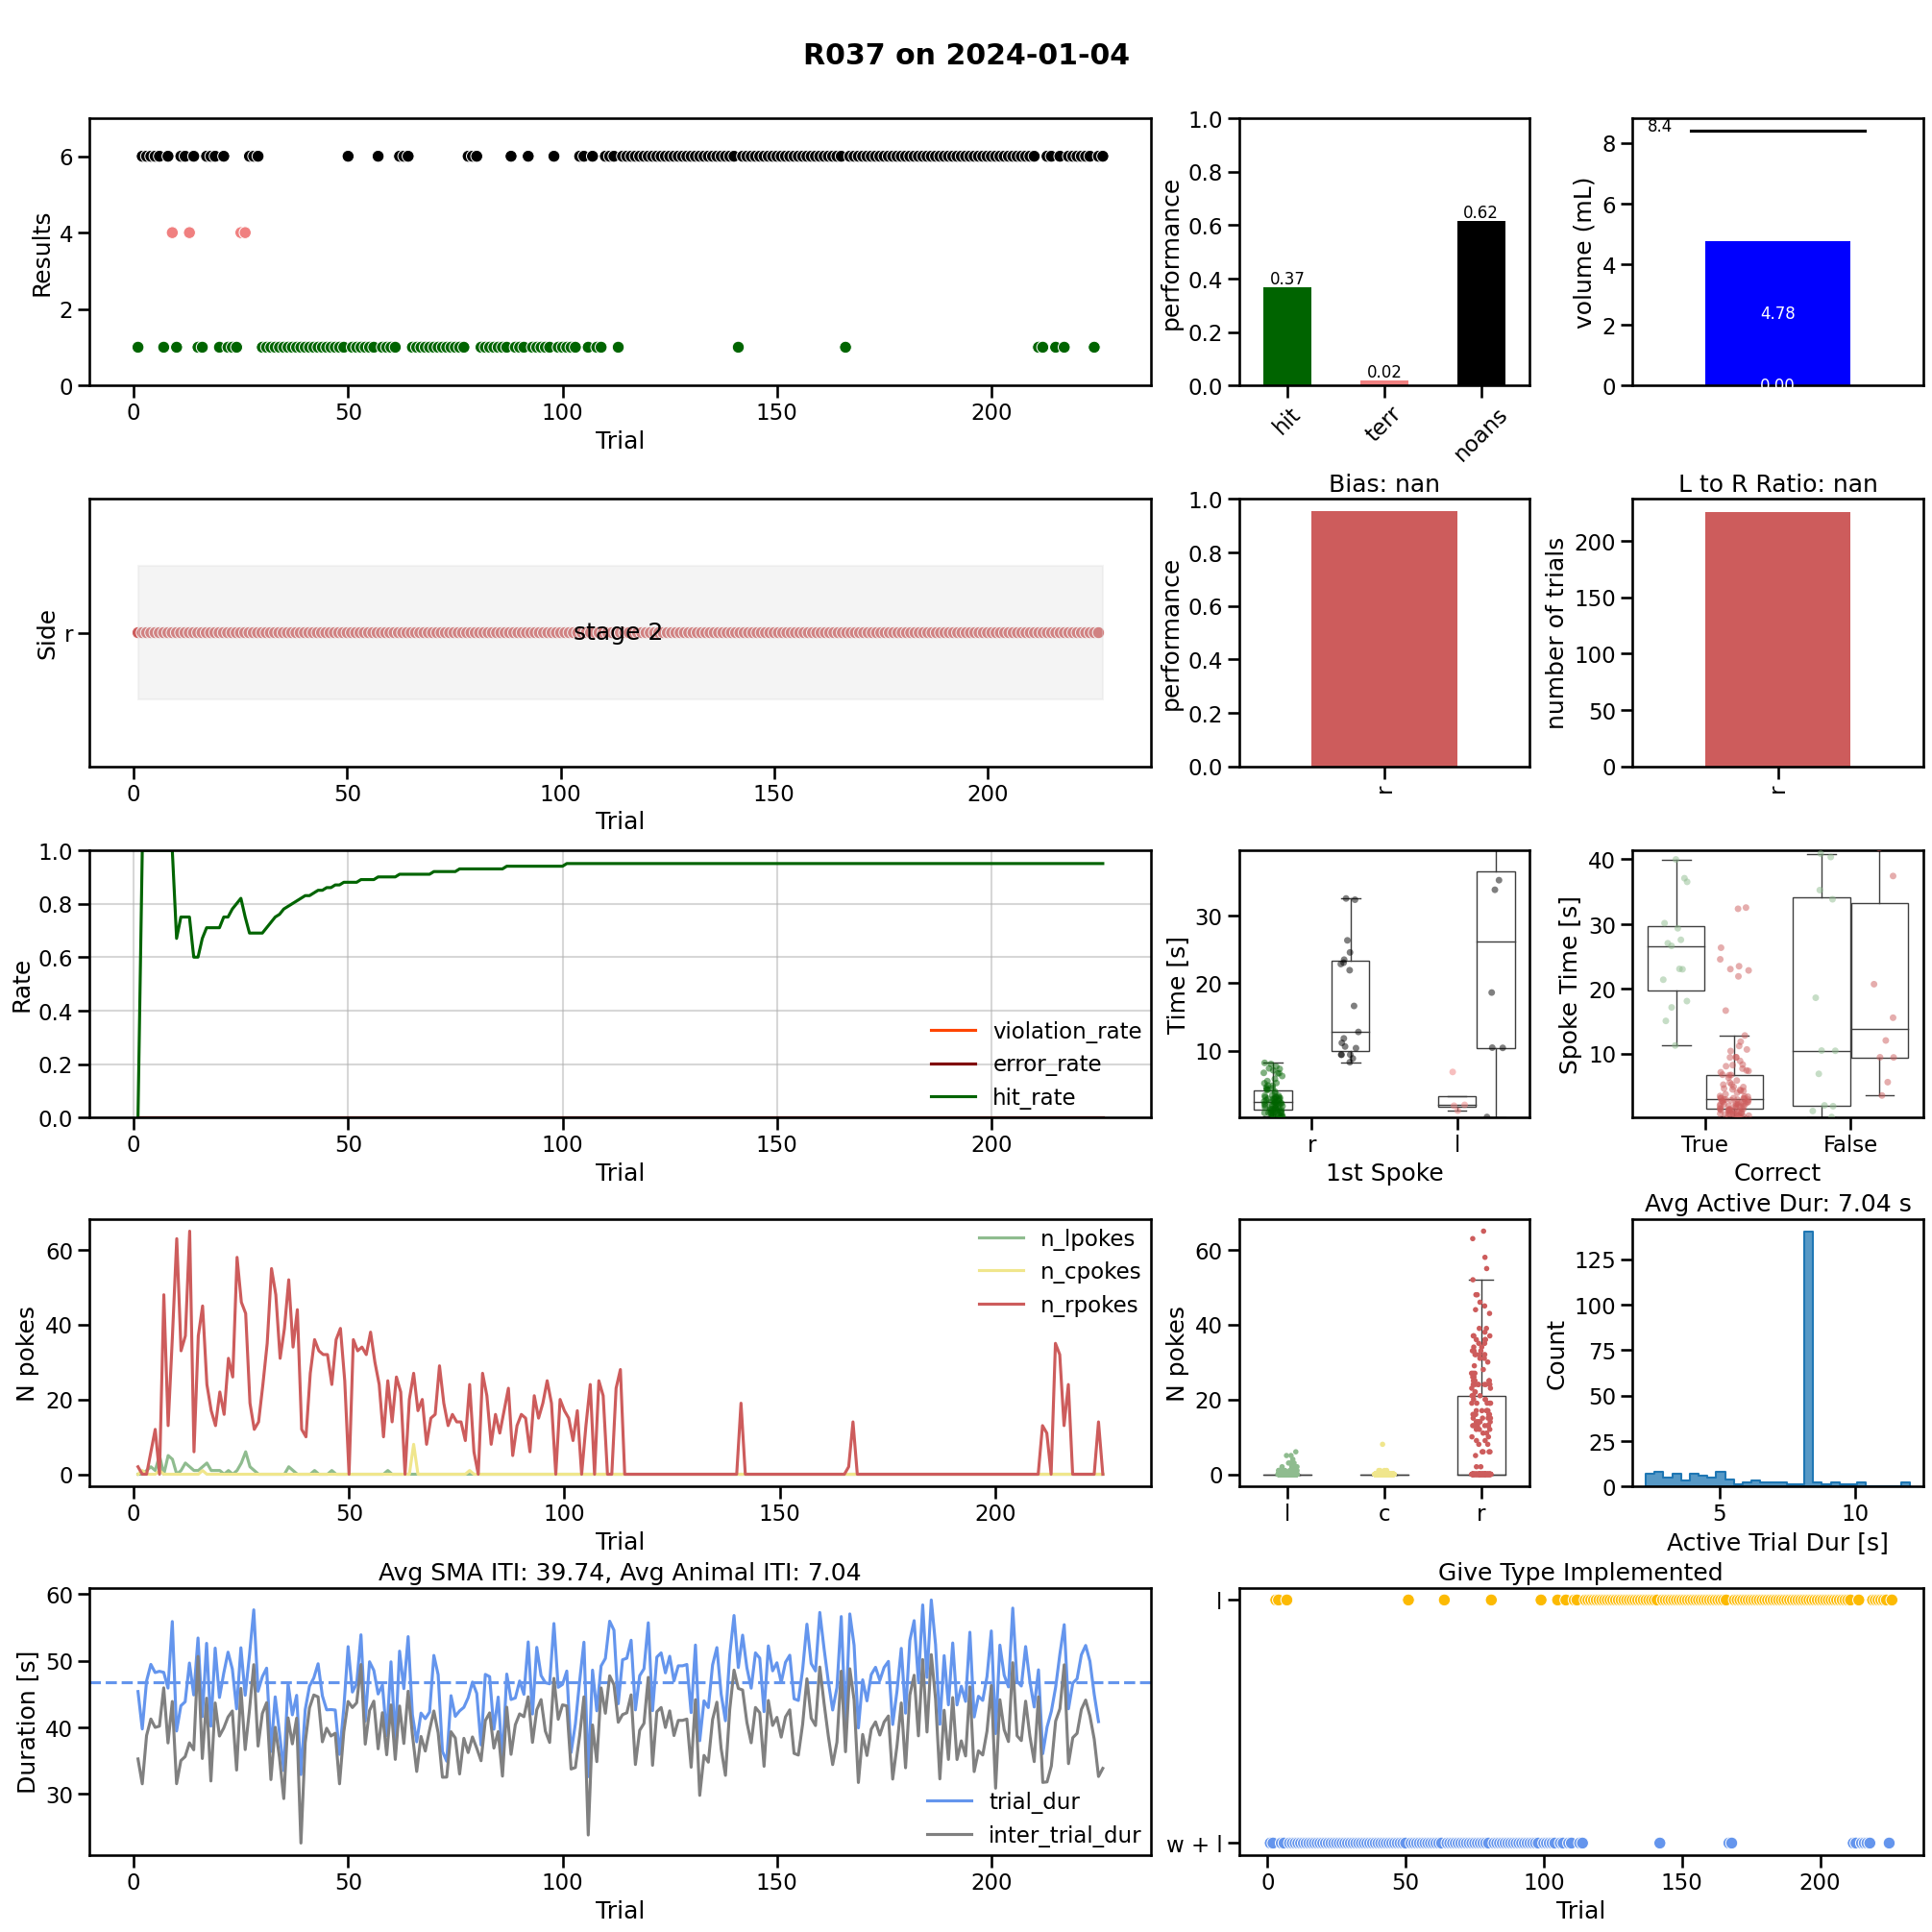 R037 on 2024-01-04
Results
6
4
2
0
0 50 100 150 200
Trial
performance
1.0
0.8
0.6
0.4
0.2
0.0
0.37
0.02
0.62
hit terr noans
volume (mL)
8
6
4
2
0
8.4
4.78
0.00
Side
r
stage 2
0 50 100 150 200
Trial
Bias: nan
performance
1.0
0.8
0.6
0.4
0.2
0.0
r
L to R Ratio: nan
number of trials
200
150
100
50
0
r
Rate
1.0
0.8
0.6
0.4
0.2
0.0
violation_rate
error_rate
hit_rate
0 50 100 150 200
Trial
Time [s]
30
20
10
r l
1st Spoke
Spoke Time [s]
40
30
20
10
True False
Correct
N pokes
60
40
20
0
n_lpokes
n_cpokes
n_rpokes
0 50 100 150 200
Trial
N pokes
60
40
20
0
l c r
Avg Active Dur: 7.04 s
Count
125
100
75
50
25
0
5 10
Active Trial Dur [s]
Avg SMA ITI: 39.74, Avg Animal ITI: 7.04
Duration [s]
60
50
40
30
trial_dur
inter_trial_dur
0 50 100 150 200
Trial
Give Type Implemented
l
w + l
0 50 100 150 200
Trial